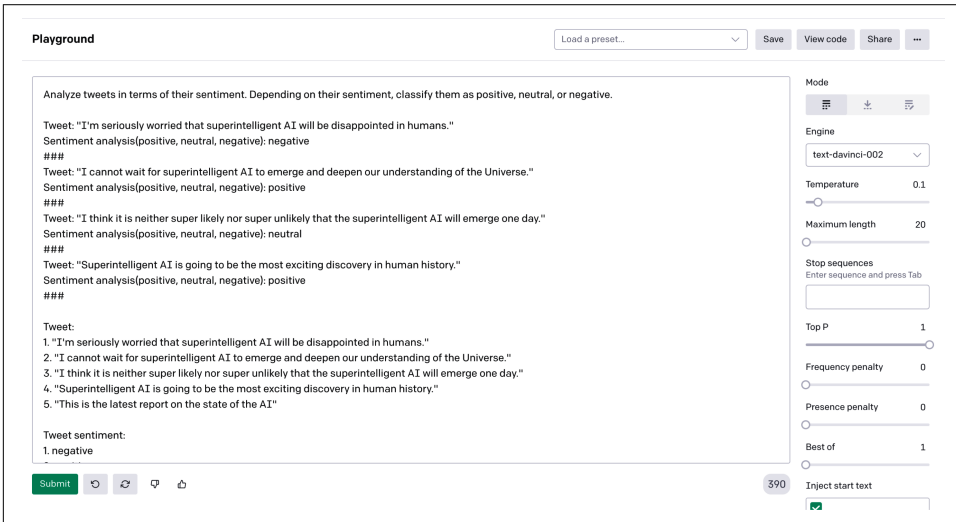 Playground
Load a preset...
Save
View code
Share
...
Analyze tweets in terms of their sentiment. Depending on their sentiment, classify them as positive, neutral, or negative.
Tweet: "I'm seriously worried that superintelligent AI will be disappointed in humans."
Sentiment analysis(positive, neutral, negative): negative
###
Tweet: "I cannot wait for superintelligent AI to emerge and deepen our understanding of the Universe."
Sentiment analysis(positive, neutral, negative): positive
###
Tweet: "I think it is neither super likely nor super unlikely that the superintelligent AI will emerge one day."
Sentiment analysis(positive, neutral, negative): neutral
###
Tweet: "Superintelligent AI is going to be the most exciting discovery in human history."
Sentiment analysis(positive, neutral, negative): positive
###
Tweet:
1. "I'm seriously worried that superintelligent AI will be disappointed in humans."
2. "I cannot wait for superintelligent AI to emerge and deepen our understanding of the Universe."
3. "I think it is neither super likely nor super unlikely that the superintelligent AI will emerge one day."
4. "Superintelligent AI is going to be the most exciting discovery in human history."
5. "This is the latest report on the state of the AI"
Tweet sentiment:
1. negative
Submit
390
Mode
Engine
text-davinci-002
Temperature 0.1
Maximum length 20
Stop sequences
Enter sequence and press Tab
Top P 1
Frequency penalty 0
Presence penalty 0
Best of 1
Inject start text